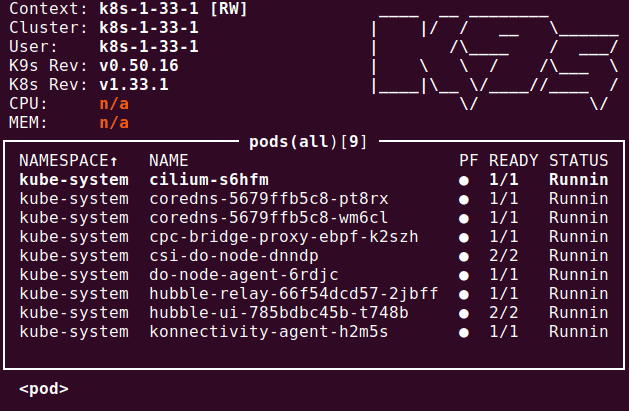 Context: k8s-1-33-1 [RW]
Cluster: k8s-1-33-1
User: k8s-1-33-1
K9s Rev: v0.50.16
K8s Rev: v1.33.1
CPU: n/a
MEM: n/a
pods(all)[9]
NAMESPACE↑ NAME PF READY STATUS
kube-system cilium-s6hfm ● 1/1 Runnin
kube-system coredns-5679ffb5c8-pt8rx ● 1/1 Runnin
kube-system coredns-5679ffb5c8-wm6cl ● 1/1 Runnin
kube-system cpc-bridge-proxy-ebpf-k2szh ● 1/1 Runnin
kube-system csi-do-node-dnndp ● 2/2 Runnin
kube-system do-node-agent-6rdjc ● 1/1 Runnin
kube-system hubble-relay-66f54dcd57-2jbff ● 1/1 Runnin
kube-system hubble-ui-785bdbc45b-t748b ● 2/2 Runnin
kube-system konnectivity-agent-h2m5s ● 1/1 Runnin
<pod>